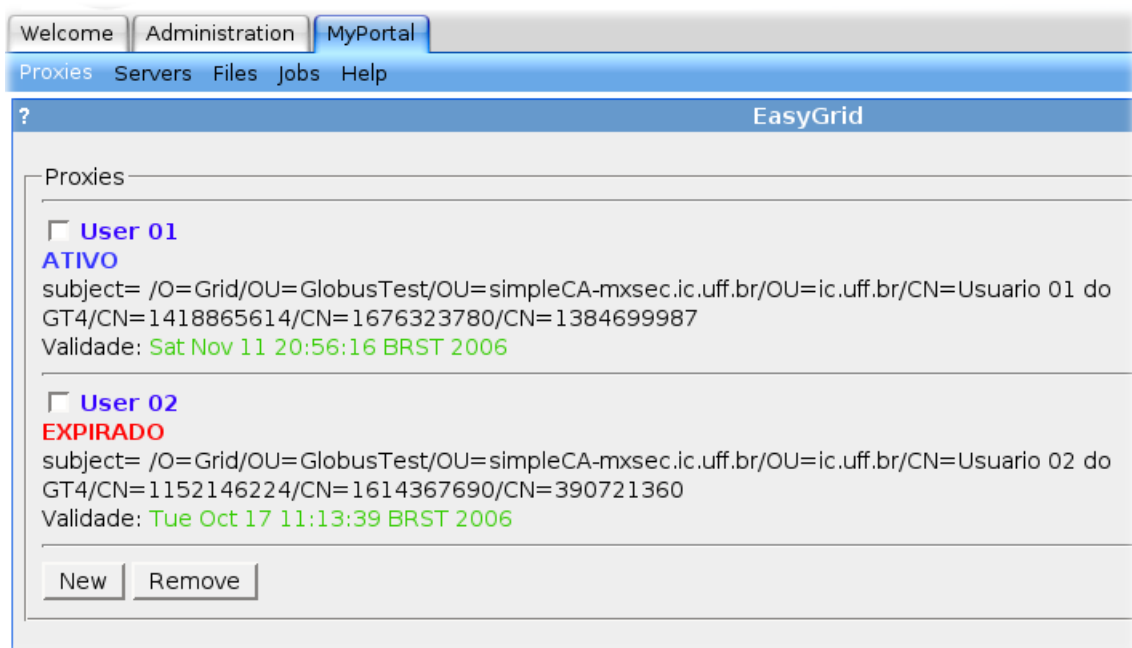 Welcome Administration MyPortal
Proxies Servers Files Jobs Help
? EasyGrid
Proxies
User 01
ATIVO
subject= /O=Grid/OU=GlobusTest/OU=simpleCA-mxsec.ic.uff.br/OU=ic.uff.br/CN=Usuario 01 do
GT4/CN=1418865614/CN=1676323780/CN=1384699987
Validade: Sat Nov 11 20:56:16 BRST 2006
User 02
EXPIRADO
subject= /O=Grid/OU=GlobusTest/OU=simpleCA-mxsec.ic.uff.br/OU=ic.uff.br/CN=Usuario 02 do
GT4/CN=1152146224/CN=1614367690/CN=390721360
Validade: Tue Oct 17 11:13:39 BRST 2006
New Remove